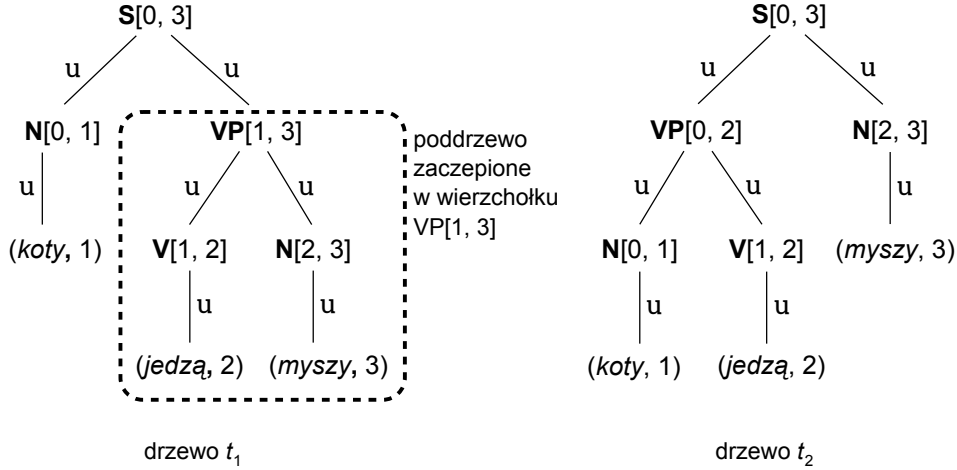 S[0, 3] S[0, 3]
u u u u
N[0, 1] VP[1, 3] VP[0, 2] N[2, 3]
poddrzewo
zaczepione
w wierzchołku
VP[1, 3]
u u u u u u
(koty, 1) V[1, 2] N[2, 3] N[0, 1] V[1, 2] (myszy, 3)
u u u u
(jedzą, 2) (myszy, 3) (koty, 1) (jedzą, 2)
drzewo t1 drzewo t2